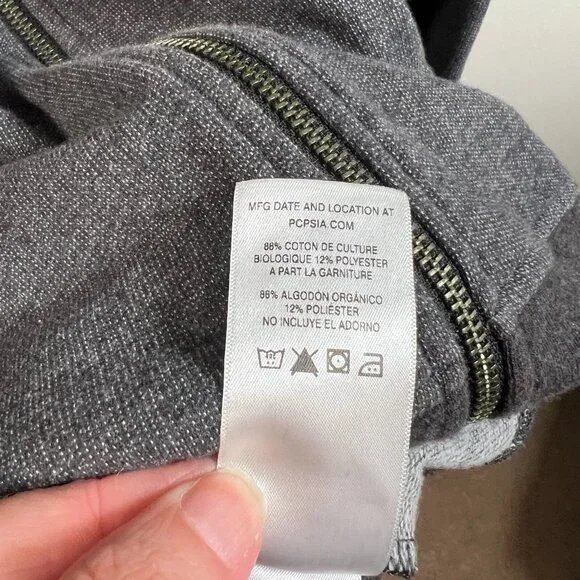 MFG DATE AND LOCATION AT
PCPSIA.COM
88% COTON DE CULTURE
BIOLOGIQUE 12% POLYESTER
A PART LA GARNITURE
88% ALGODÓN ORGÁNICO
12% POLIÉSTER
NO INCLUYE EL ADORNO